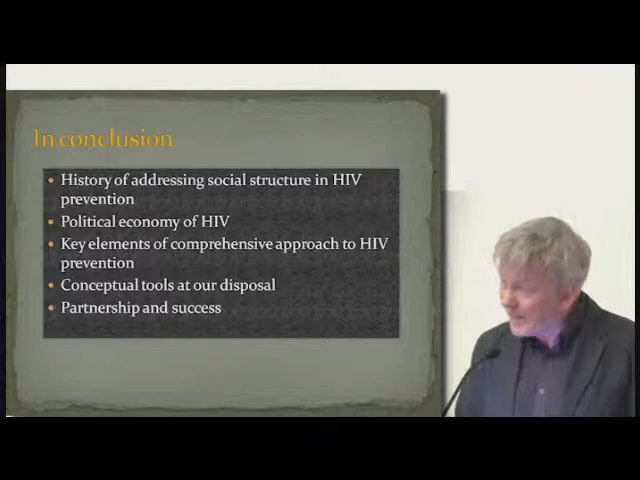 In conclusion
• History of addressing social structure in HIV
prevention
• Political economy of HIV
• Key elements of comprehensive approach to HIV
prevention
• Conceptual tools at our disposal
• Partnership and success